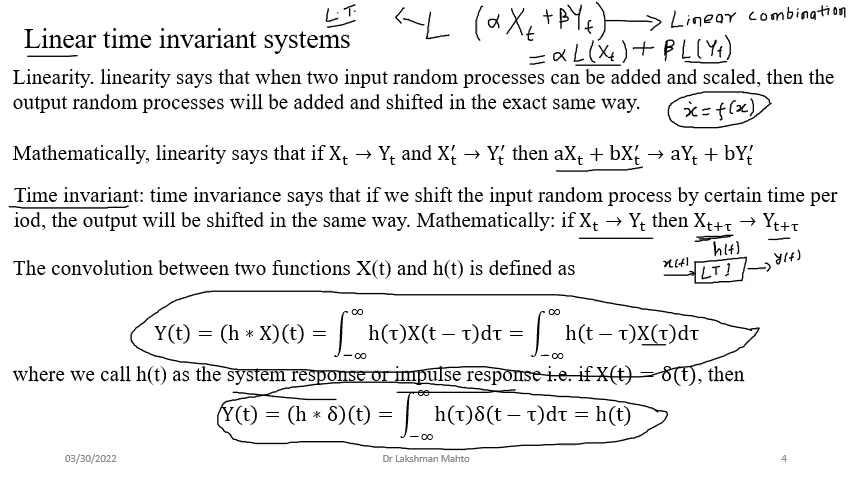 L.T. <- L (αX_t + βY_t) → Linear combination
Linear time invariant systems
= α L(X_t) + β L(Y_t)
Linearity. linearity says that when two input random processes can be added and scaled, then the
output random processes will be added and shifted in the exact same way.
ẋ = f(x)
Mathematically, linearity says that if X_t → Y_t and X′_t → Y′_t then aX_t + bX′_t → aY_t + bY′_t
Time invariant: time invariance says that if we shift the input random process by certain time per
iod, the output will be shifted in the same way. Mathematically: if X_t → Y_t then X_{t+τ} → Y_{t+τ}
h(t)
x(t) LTI → y(t)
The convolution between two functions X(t) and h(t) is defined as
Y(t) = (h ∗ X)(t) = ∫_{−∞}^{∞} h(τ)X(t − τ)dτ = ∫_{−∞}^{∞} h(t − τ)X(τ)dτ
where we call h(t) as the system response or impulse response i.e. if X(t) = δ(t), then
Y(t) = (h ∗ δ)(t) = ∫_{−∞}^{∞} h(τ)δ(t − τ)dτ = h(t)
03/30/2022 Dr Lakshman Mahto 4